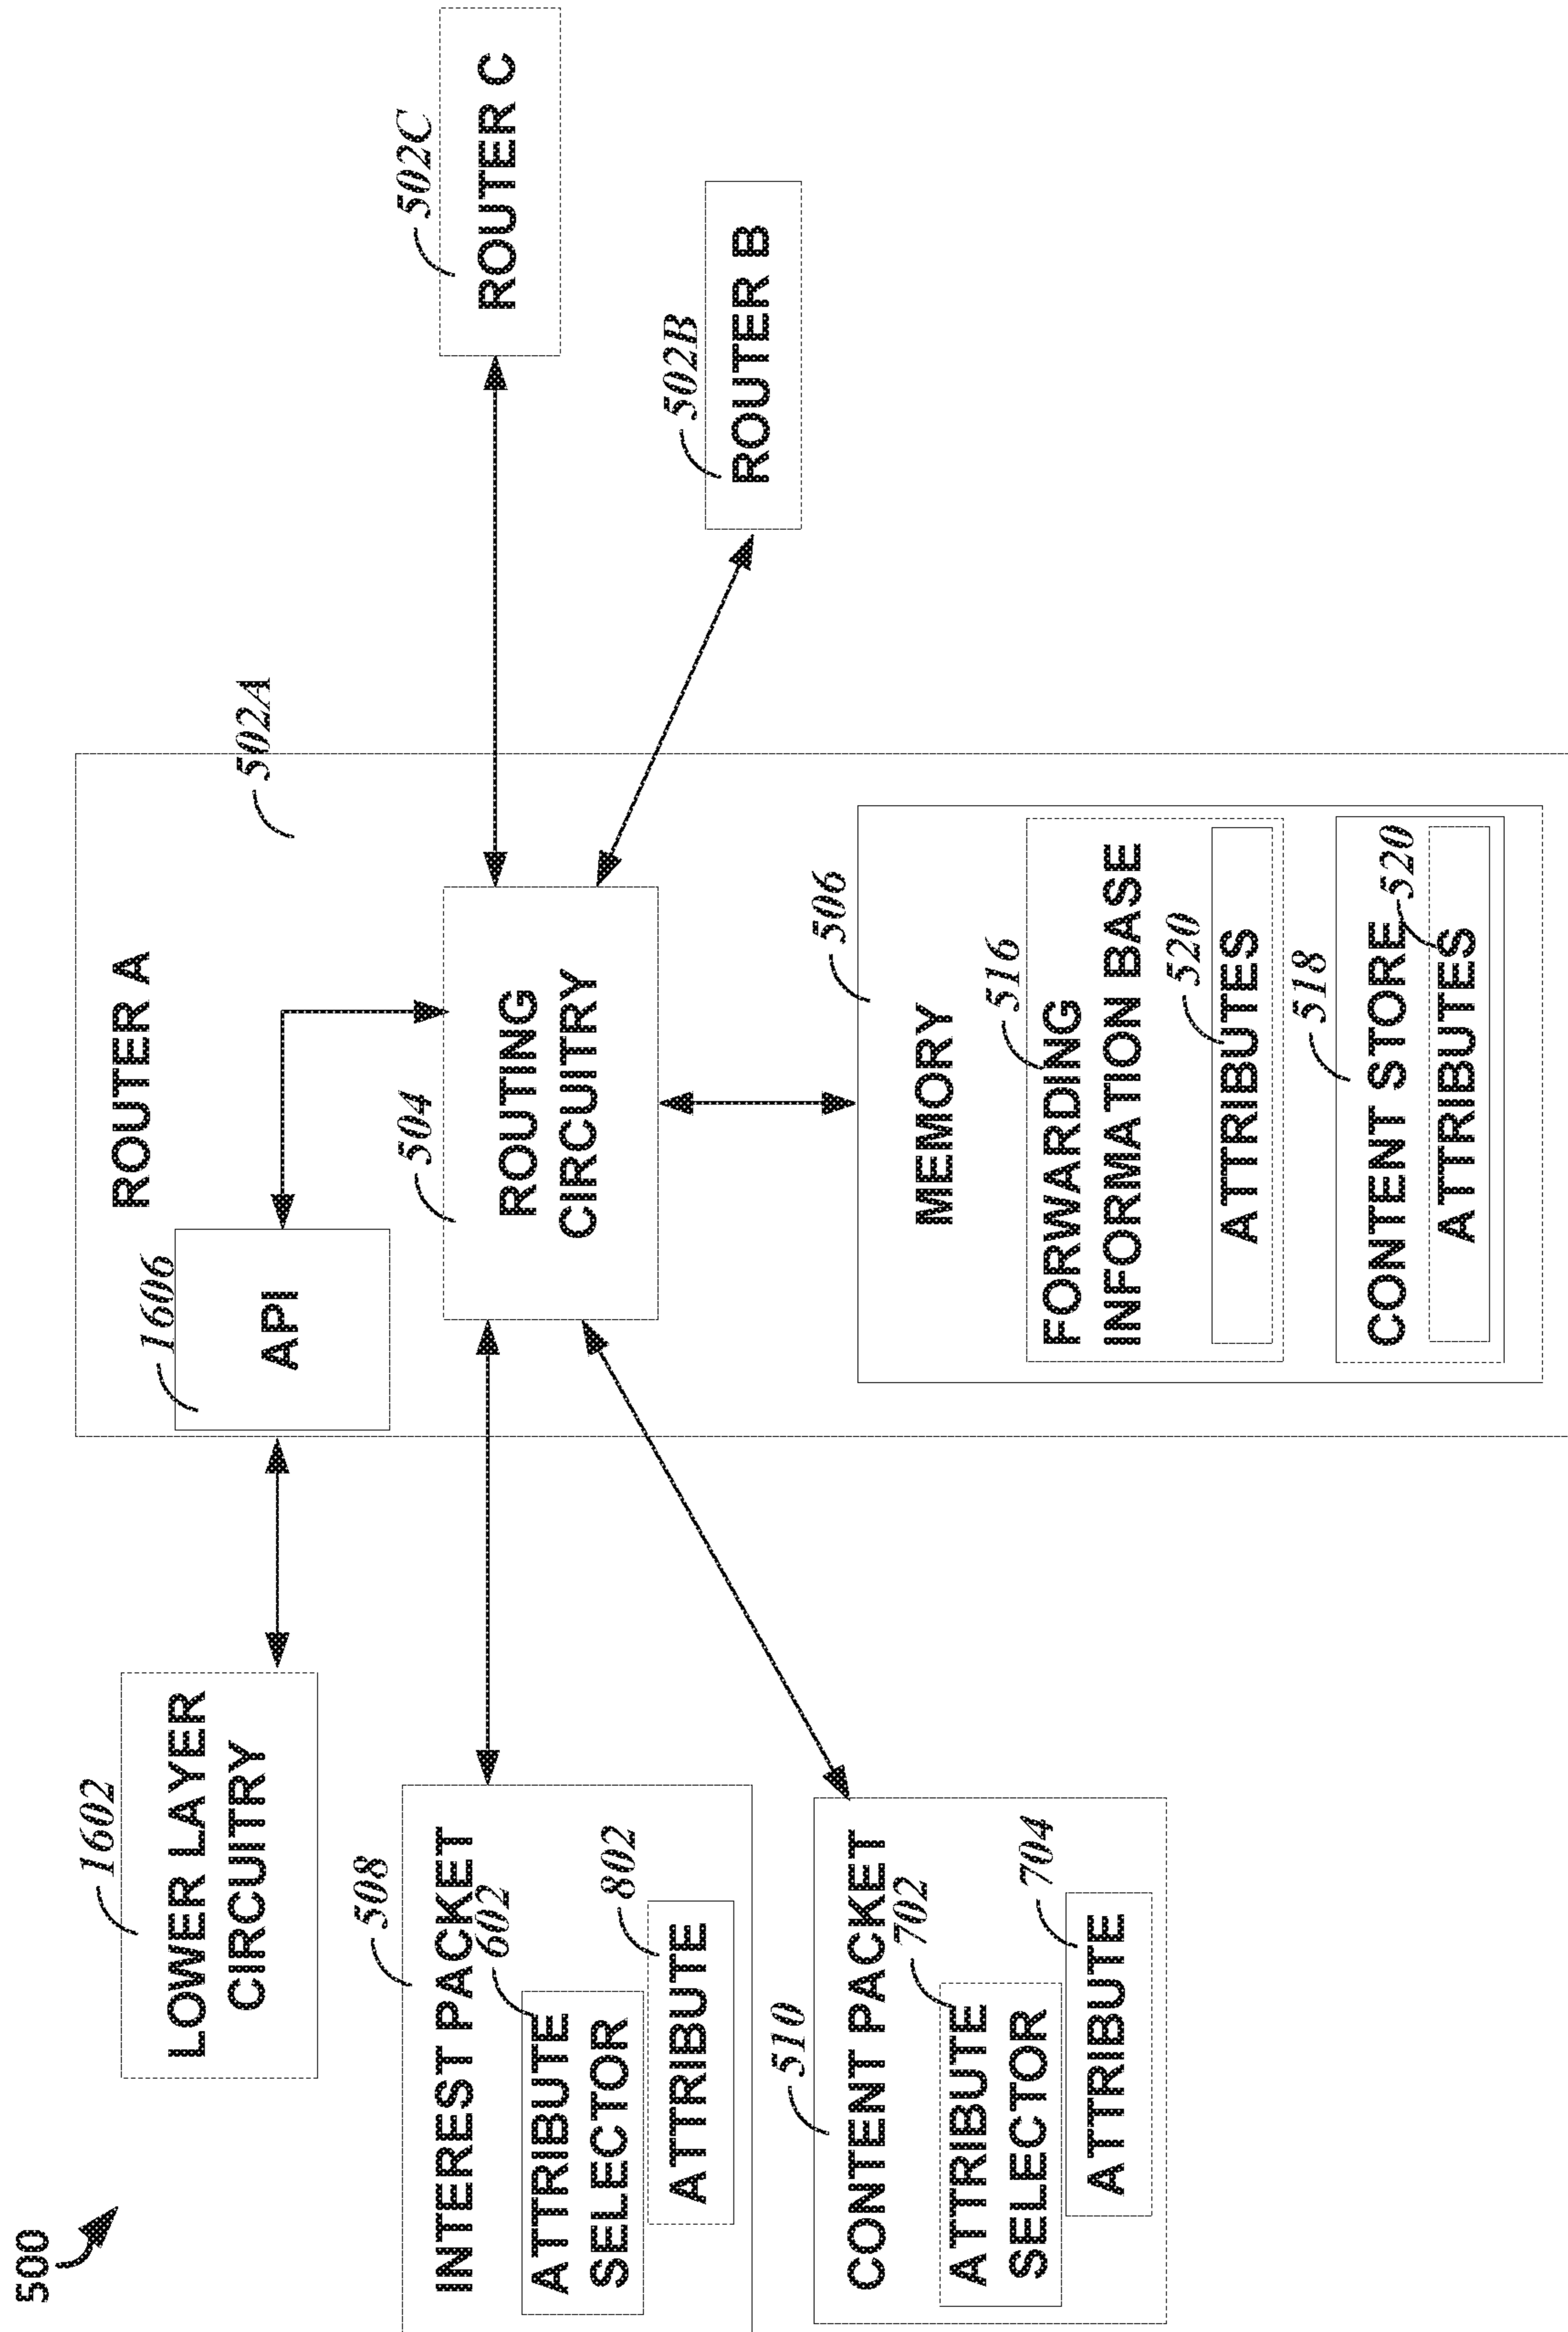 500
1602
LOWER LAYER
CIRCUITRY
508
INTEREST PACKET
602
ATTRIBUTE
SELECTOR
802
ATTRIBUTE
510
CONTENT PACKET
702
ATTRIBUTE
SELECTOR
704
ATTRIBUTE
ROUTER A
502A
1606
API
504
ROUTING
CIRCUITRY
506
MEMORY
516
FORWARDING
INFORMATION BASE
520
ATTRIBUTES
518
CONTENT STORE
520
ATTRIBUTES
502C
ROUTER C
502B
ROUTER B